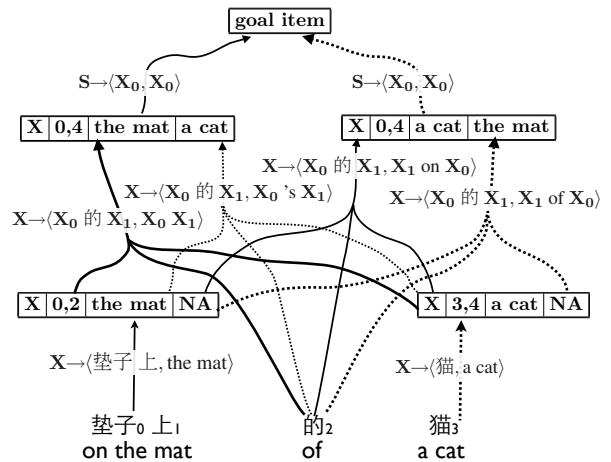 goal item
S→⟨X₀, X₀⟩ S→⟨X₀, X₀⟩
X 0,4 the mat a cat X 0,4 a cat the mat
X→⟨X₀ 的 X₁, X₁ on X₀⟩
X→⟨X₀ 的 X₁, X₀ 's X₁⟩ X→⟨X₀ 的 X₁, X₁ of X₀⟩
X→⟨X₀ 的 X₁, X₀ X₁⟩
X 0,2 the mat NA X 3,4 a cat NA
X→⟨垫子 上, the mat⟩ X→⟨猫, a cat⟩
垫子₀ 上₁ 的₂ 猫₃
on the mat of a cat